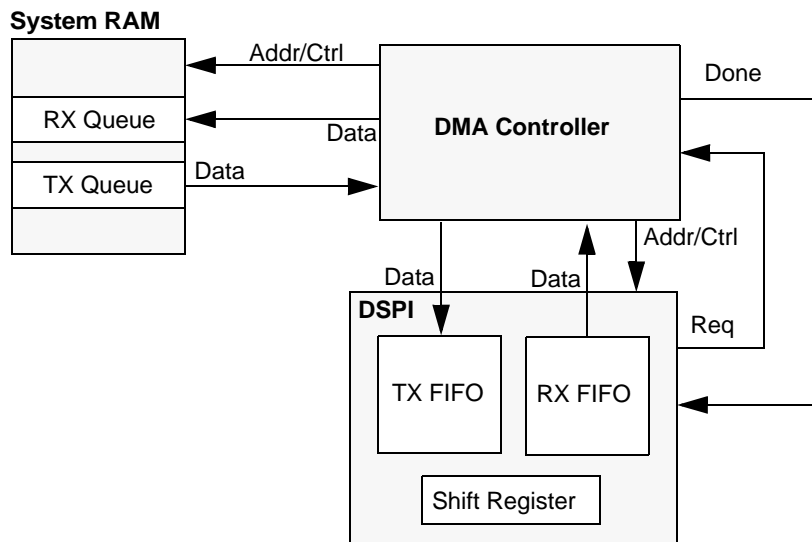 System RAM
Addr/Ctrl
Done
RX Queue
Data
DMA Controller
TX Queue
Data
Addr/Ctrl
Data
Data
DSPI
Req
TX FIFO
RX FIFO
Shift Register